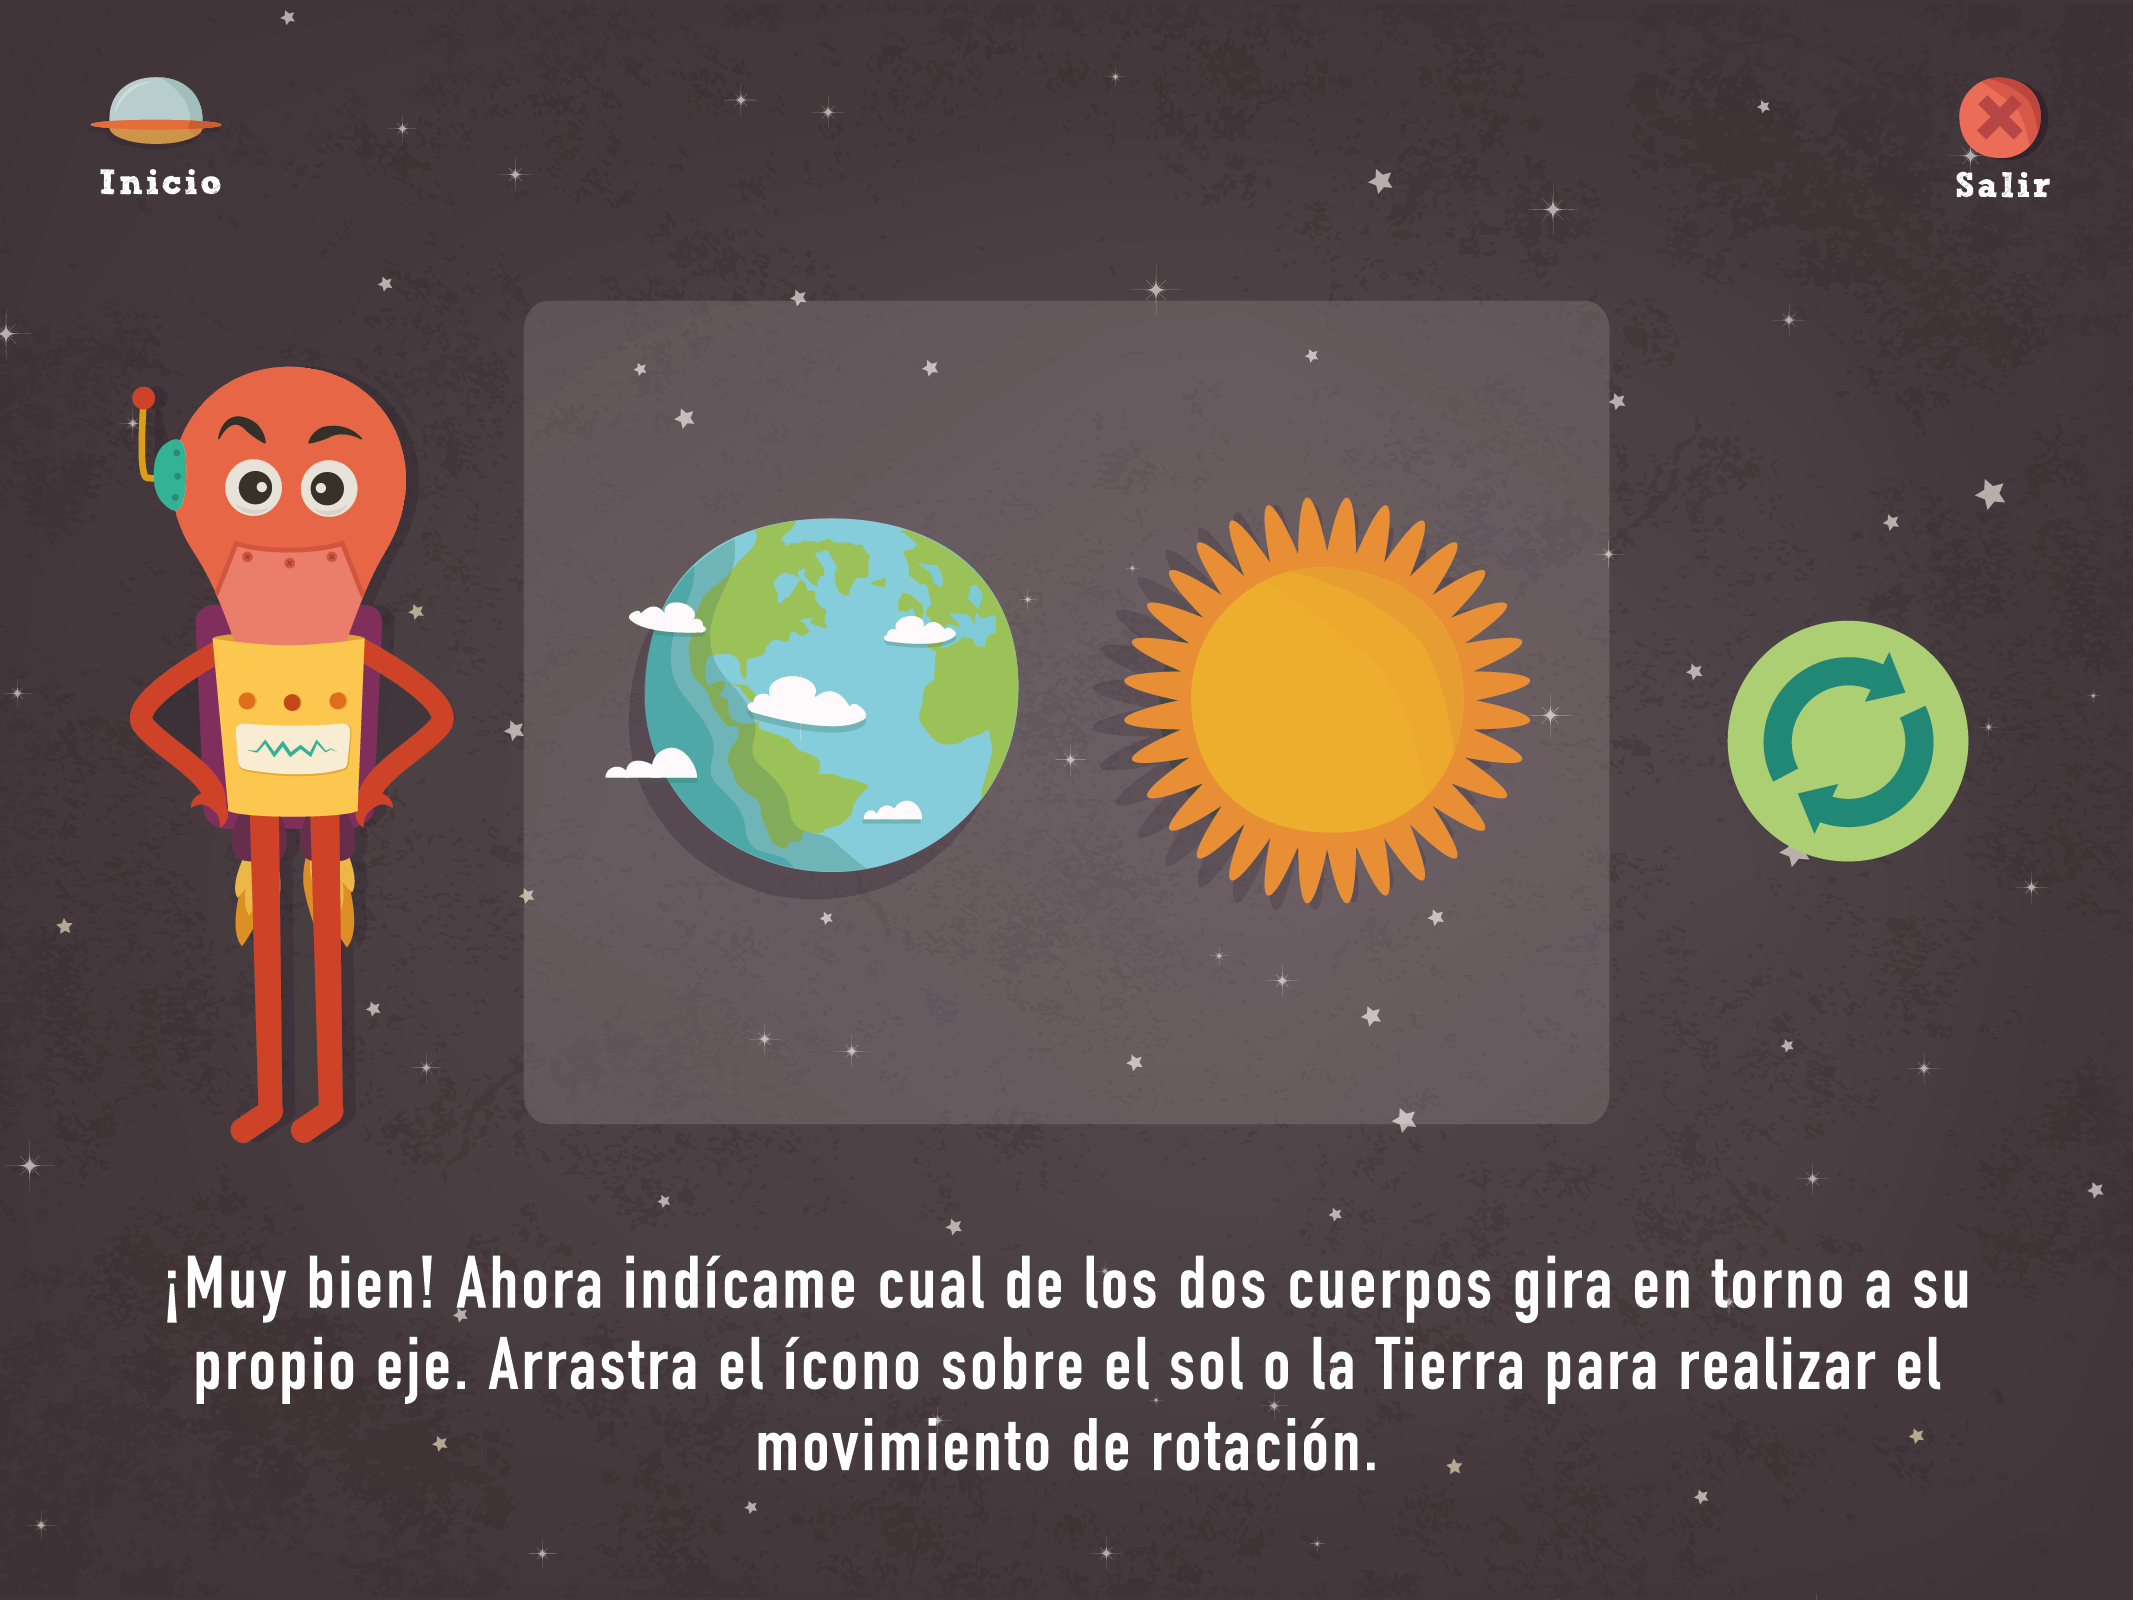 Inicio
Salir
¡Muy bien! Ahora indícame cual de los dos cuerpos gira en torno a su
propio eje. Arrastra el ícono sobre el sol o la Tierra para realizar el
movimiento de rotación.